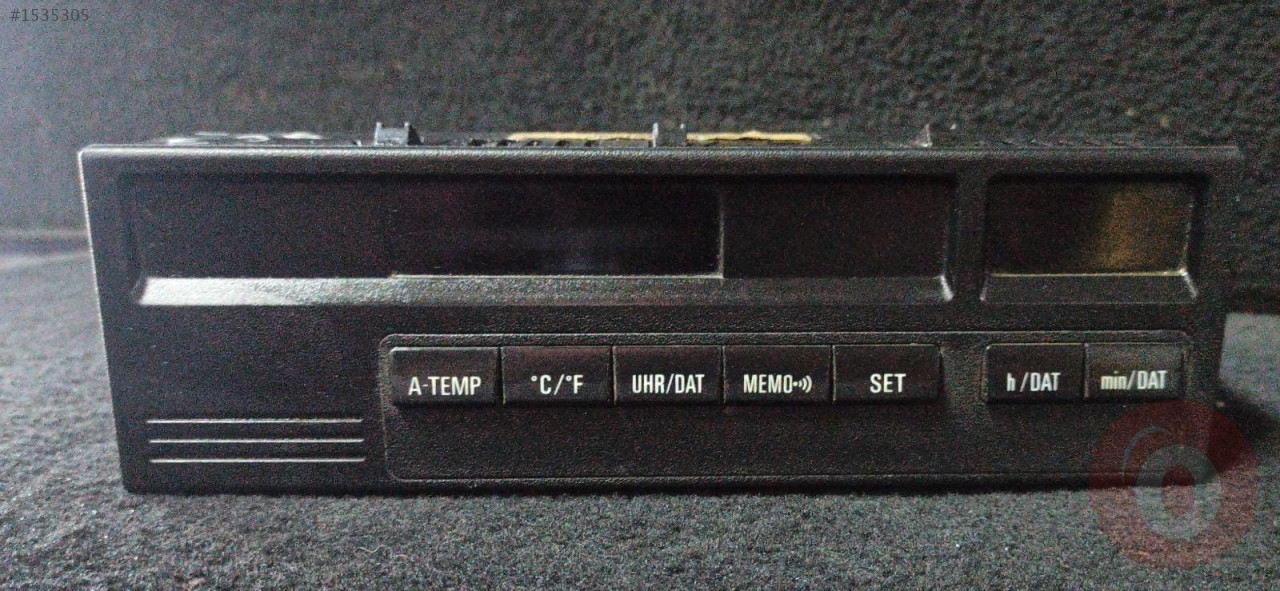 #1535305
A-TEMP °C/°F UHR/DAT MEMO•)) SET h/DAT min/DAT